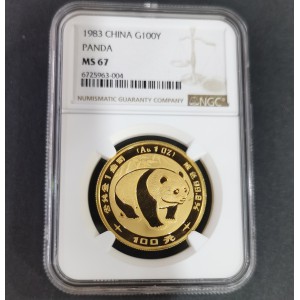 1983 CHINA G100Y
PANDA
MS 67
6725963-004
NUMISMATIC GUARANTY COMPANY
NGC
(Au 1 OZ)
100元